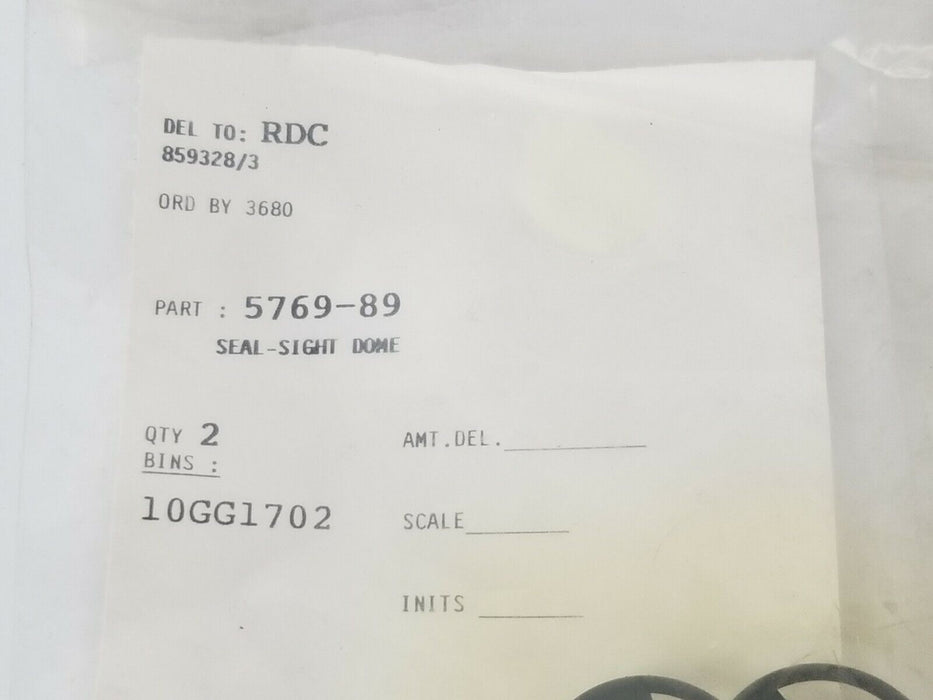 DEL TO: RDC
859328/3
ORD BY 3680
PART : 5769-89
SEAL-SIGHT DOME
QTY 2
AMT.DEL.
BINS :
10GG1702
SCALE
INITS